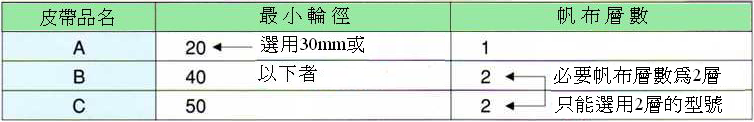 皮帶品名 最小輪徑 帆布層數
A 20 選用30mm或 1
B 40 以下者 2 必要帆布層數爲2層
C 50 2 只能選用2層的型號